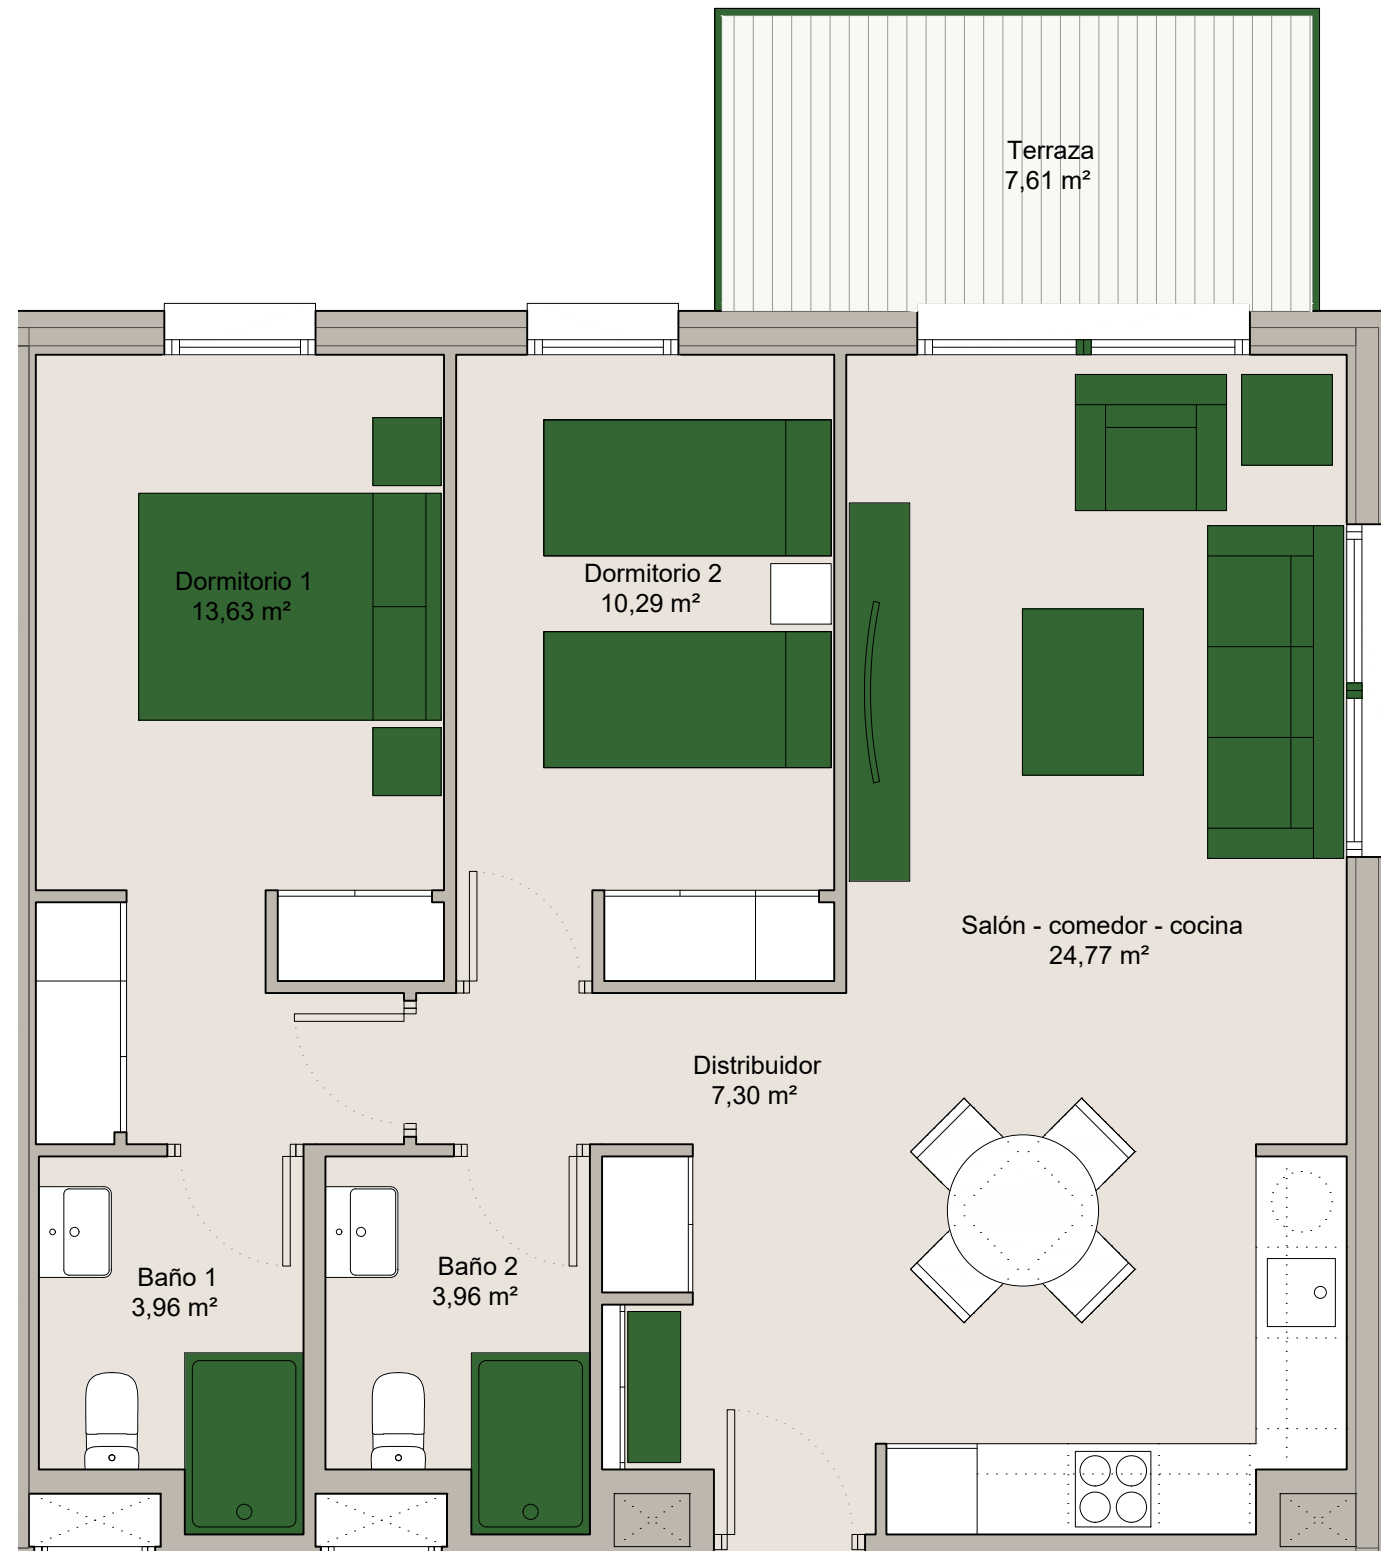 Terraza
7,61 m²
Dormitorio 1
13,63 m²
Dormitorio 2
10,29 m²
Salón - comedor - cocina
24,77 m²
Distribuidor
7,30 m²
Baño 1
3,96 m²
Baño 2
3,96 m²